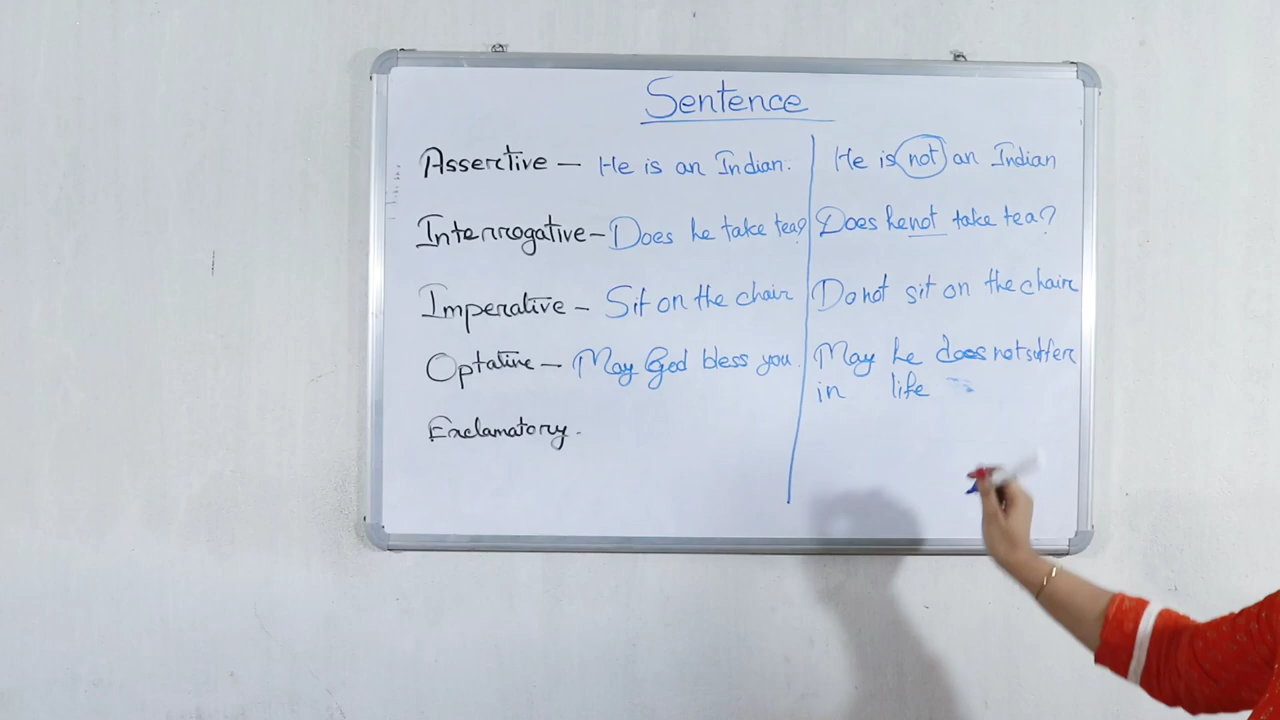 Sentence
Assertive – He is an Indian. He is not an Indian
Interrogative – Does he take tea? Does he not take tea?
Imperative – Sit on the chair Do not sit on the chair
Optative – May God bless you. May he does not suffer
in life
Exclamatory.